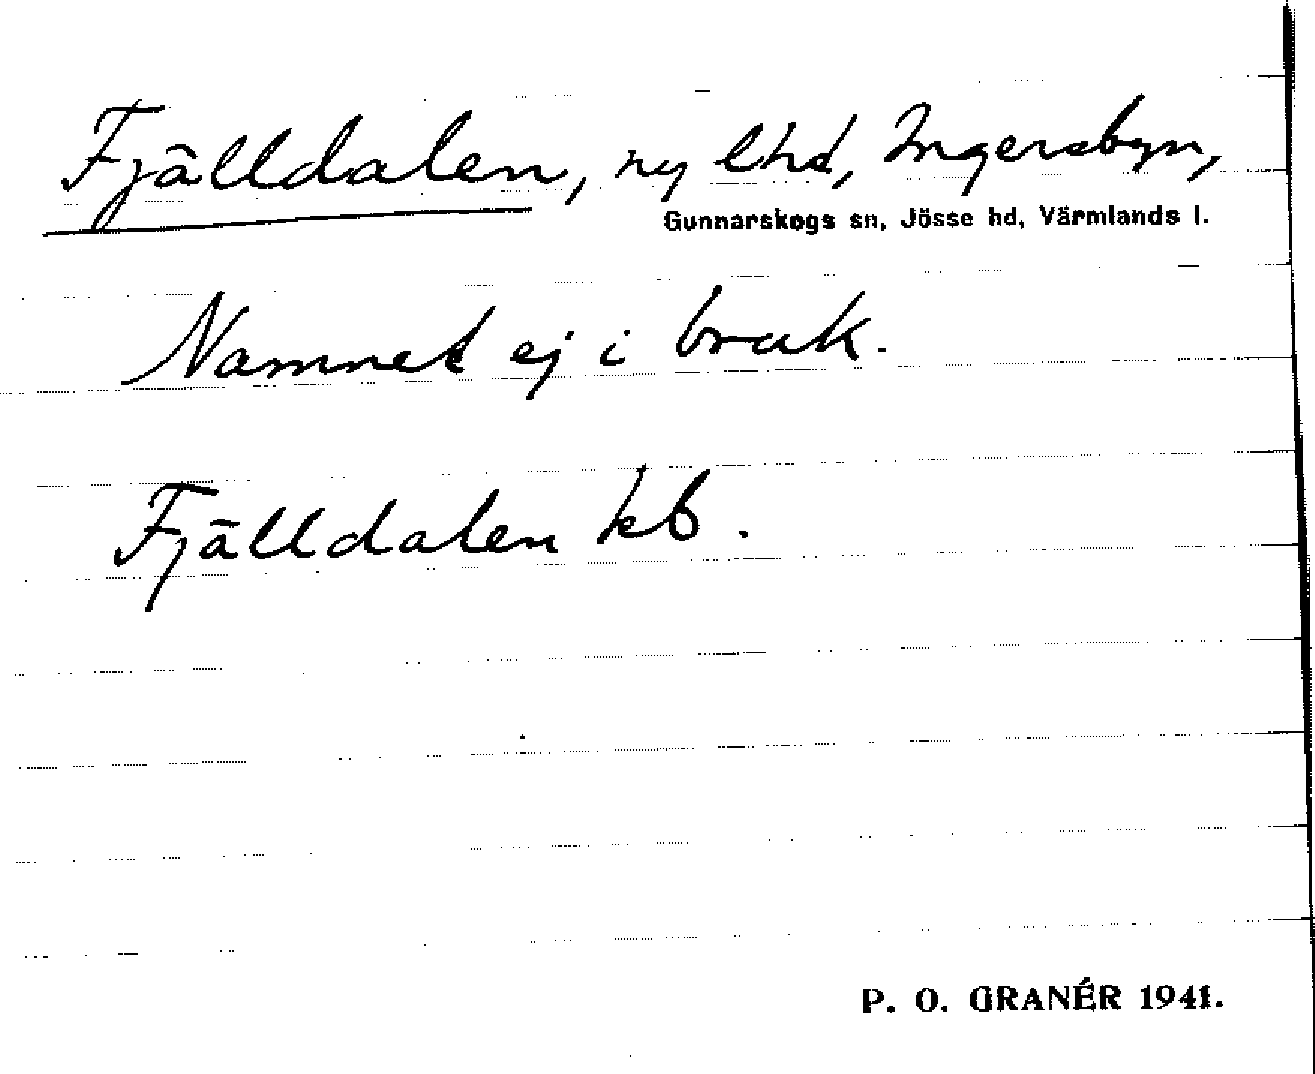 Fjälldalen, ny lhd, Ingersbyn,
Gunnarskogs sn, Jösse hd, Värmlands l.
Namnet ej i bruk.
Fjälldalen kb.
P. O. GRANÉR 1941.